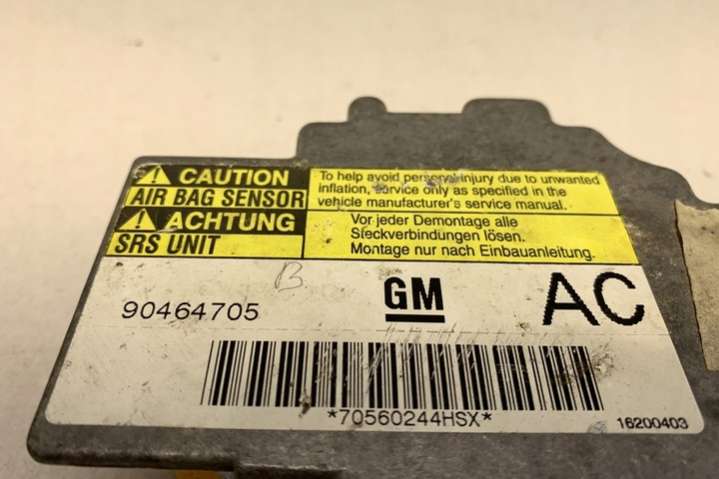 CAUTION
AIR BAG SENSOR
To help avoid personal injury due to unwanted
inflation, service only as specified in the
vehicle manufacturer's service manual.
ACHTUNG
SRS UNIT
Vor jeder Demontage alle
Steckverbindungen lösen.
Montage nur nach Einbauanleitung.
B
90464705
GM
AC
*70560244HSX*
16200403